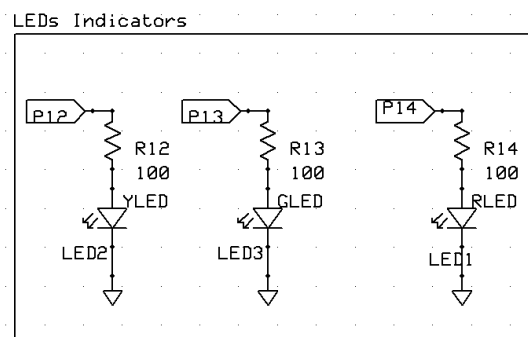 LEDs Indicators
P12 P13 P14
R12 R13 R14
100 100 100
YLED GLED RLED
LED2 LED3 LED1